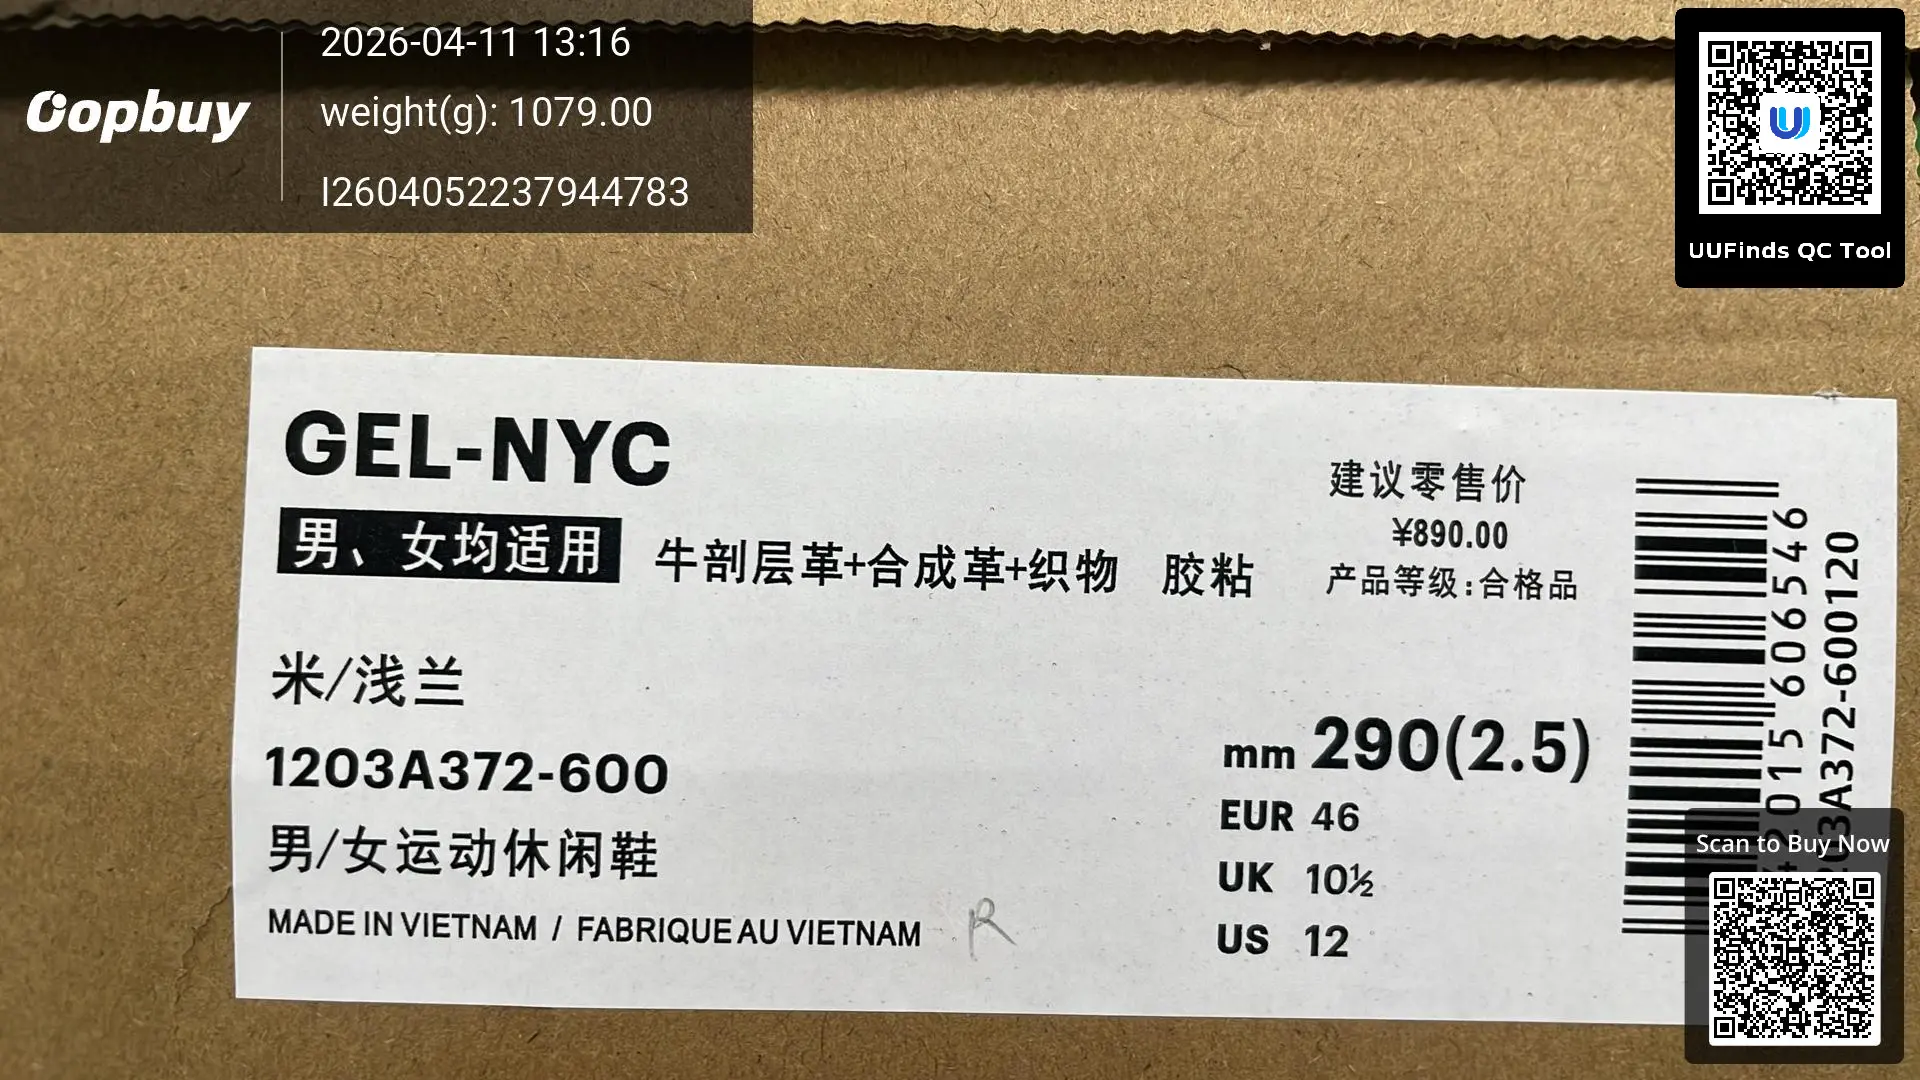 Oopbuy
2026-04-11 13:16
weight(g): 1079.00
I2604052237944783
UUFinds QC Tool
GEL-NYC
男、女均适用
牛剖层革+合成革+织物 胶粘
建议零售价
¥890.00
产品等级:合格品
米/浅兰
1203A372-600
男/女运动休闲鞋
MADE IN VIETNAM / FABRIQUE AU VIETNAM
R
mm 290(2.5)
EUR 46
UK 10½
US 12
2015 606546
1203A372-600120
Scan to Buy Now